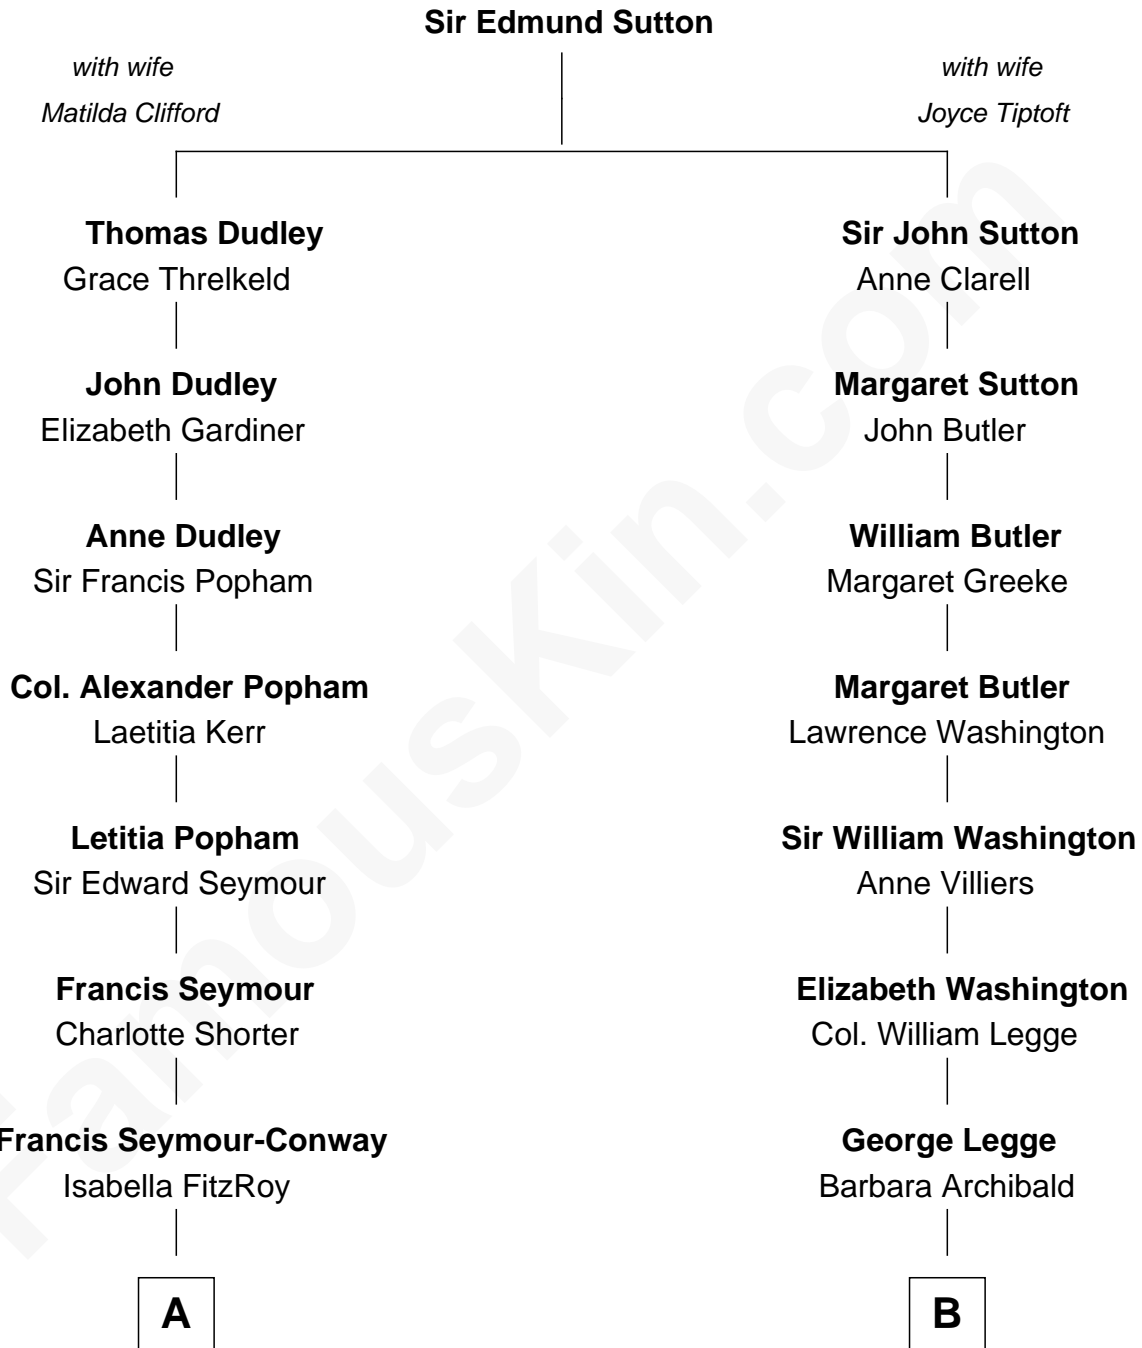 Sir Edmund Sutton
with wife
Matilda Clifford
with wife
Joyce Tiptoft
Thomas Dudley
Grace Threlkeld
Sir John Sutton
Anne Clarell
John Dudley
Elizabeth Gardiner
Margaret Sutton
John Butler
Anne Dudley
Sir Francis Popham
William Butler
Margaret Greeke
Col. Alexander Popham
Laetitia Kerr
Margaret Butler
Lawrence Washington
Letitia Popham
Sir Edward Seymour
Sir William Washington
Anne Villiers
Francis Seymour
Charlotte Shorter
Elizabeth Washington
Col. William Legge
Francis Seymour-Conway
Isabella FitzRoy
George Legge
Barbara Archibald
A
B
FamousKin.com